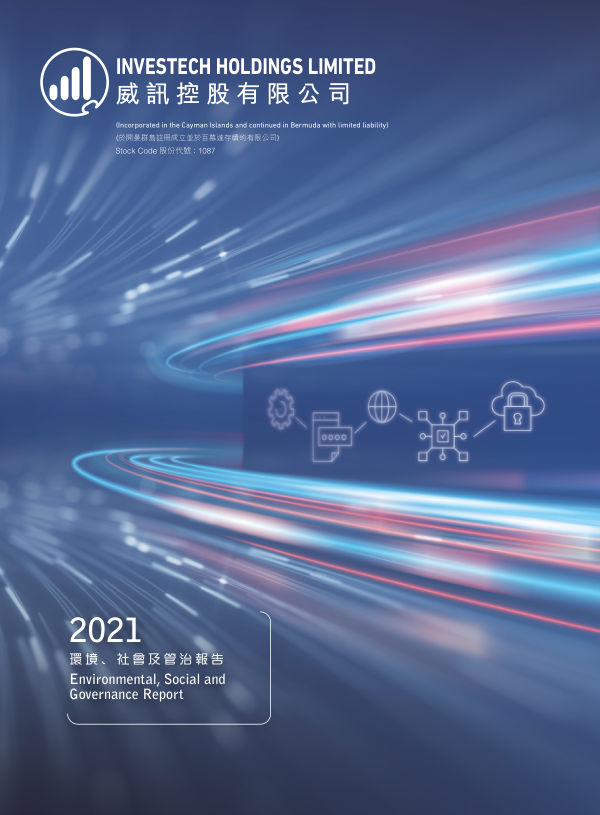 INVESTECH HOLDINGS LIMITED
威訊控股有限公司
(Incorporated in the Cayman Islands and continued in Bermuda with limited liability)
(於開曼群島註冊成立並於百慕達存續的有限公司)
Stock Code 股份代號：1087
2021
環境、社會及管治報告
Environmental, Social and
Governance Report